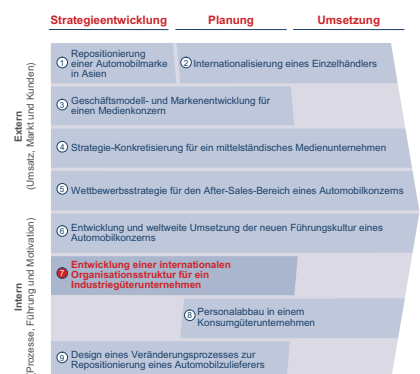 Strategieentwicklung Planung Umsetzung
Extern
(Umsatz, Markt und Kunden)
1 Repositionierung
einer Automobilmarke
in Asien
2 Internationalisierung eines Einzelhändlers
3 Geschäftsmodell- und Markenentwicklung für
einen Medienkonzern
4 Strategie-Konkretisierung für ein mittelständisches Medienunternehmen
5 Wettbewerbsstrategie für den After-Sales-Bereich eines Automobilkonzerns
Intern
(Prozesse, Führung und Motivation)
6 Entwicklung und weltweite Umsetzung der neuen Führungskultur eines
Automobilkonzerns
7 Entwicklung einer internationalen
Organisationsstruktur für ein
Industriegüterunternehmen
8 Personalabbau in einem
Konsumgüterunternehmen
9 Design eines Veränderungsprozesses zur
Repositionierung eines Automobilzulieferers